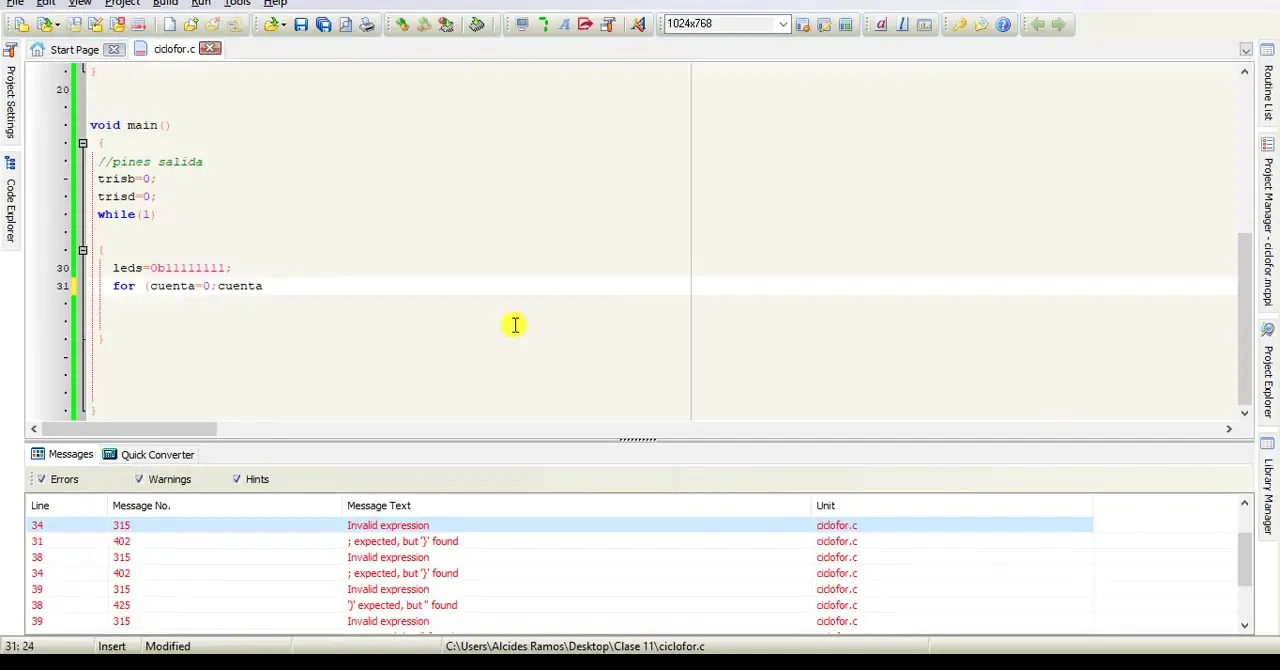 File Edit View Project Build Run Tools Help
1024x768
Start Page ciclofor.c
Project Settings
Code Explorer
Routine List
Project Manager - ciclofor.mcppi
Project Explorer
Library Manager
}
20
void main()
{
//pines salida
trisb=0;
trisd=0;
while(1)
{
30 leds=0b11111111;
31 for (cuenta=0;cuenta
}
}
Messages Quick Converter
Errors Warnings Hints
Line Message No. Message Text Unit
34 315 Invalid expression ciclofor.c
31 402 ; expected, but '}' found ciclofor.c
38 315 Invalid expression ciclofor.c
34 402 ; expected, but '}' found ciclofor.c
39 315 Invalid expression ciclofor.c
38 425 ')' expected, but '' found ciclofor.c
39 315 Invalid expression ciclofor.c
31: 24 Insert Modified C:\Users\Alcides Ramos\Desktop\Clase 11\ciclofor.c